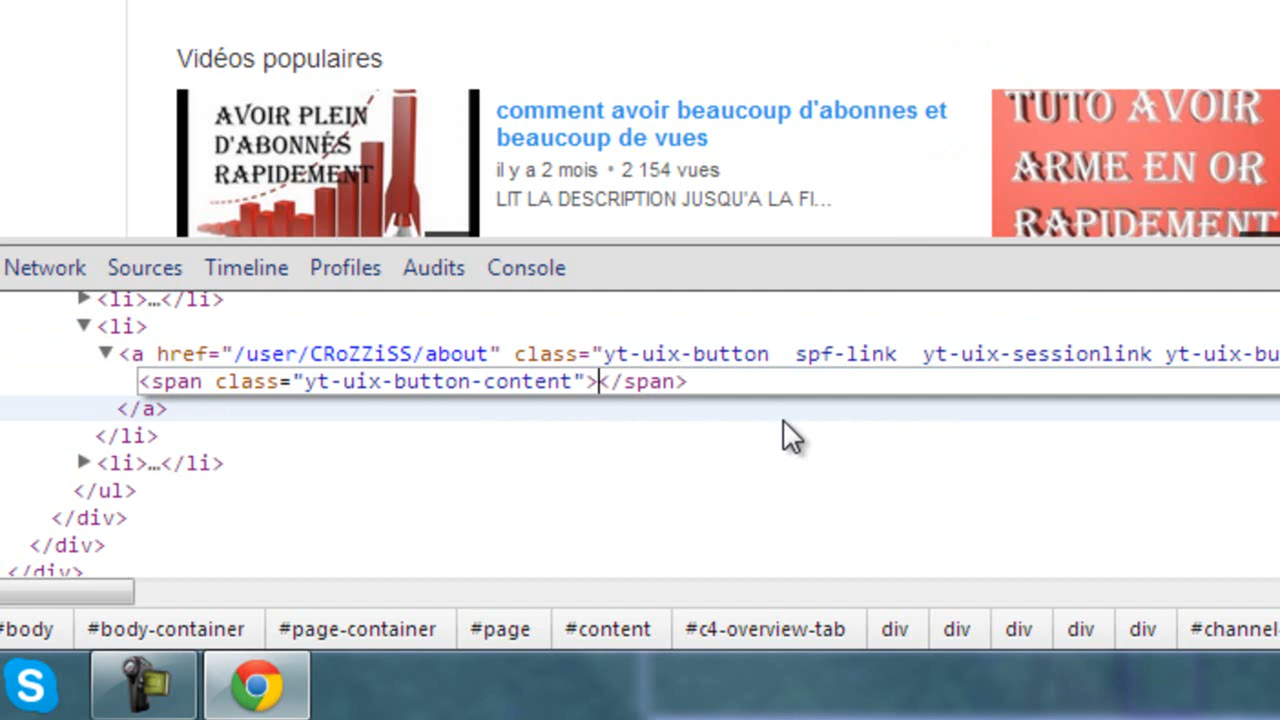 Vidéos populaires
AVOIR PLEIN
D'ABONNÉS
RAPIDEMENT
comment avoir beaucoup d'abonnes et
beaucoup de vues
il y a 2 mois • 2 154 vues
LIT LA DESCRIPTION JUSQU'A LA FI...
TUTO AVOIR
ARME EN OR
RAPIDEMENT
Network Sources Timeline Profiles Audits Console
<li>…</li>
<li>
<a href="/user/CRoZZiSS/about" class="yt-uix-button  spf-link  yt-uix-sessionlink yt-uix-bu
<span class="yt-uix-button-content"></span>
</a>
</li>
<li>…</li>
</ul>
</div>
</div>
</div>
#body #body-container #page-container #page #content #c4-overview-tab div div div div div #channel-
S